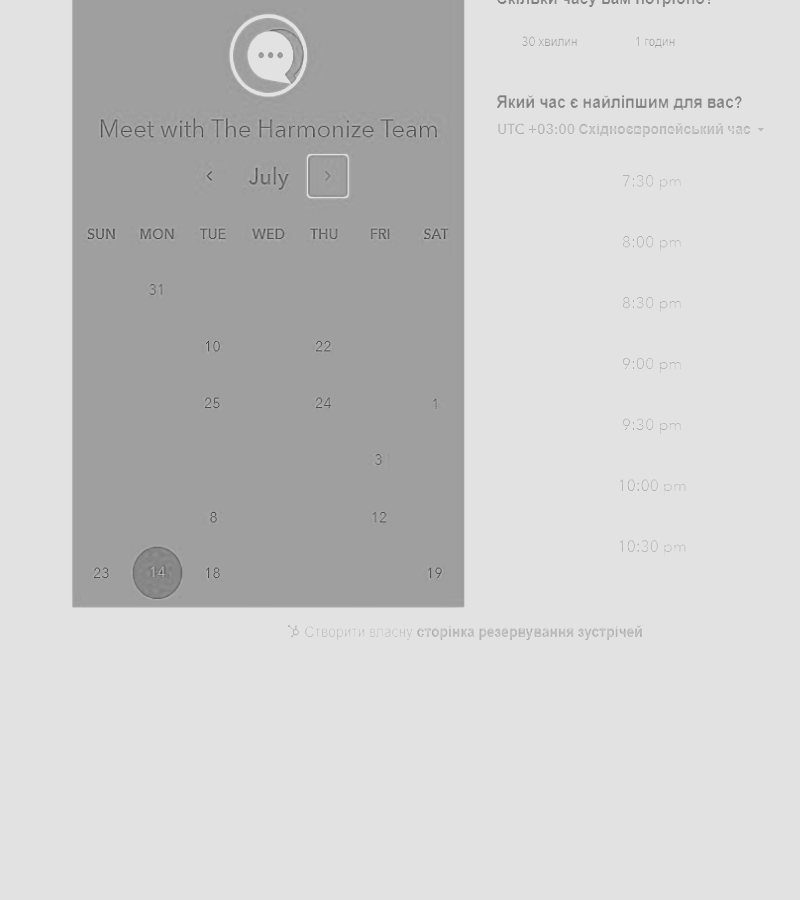 Скільки часу вам потрібно?
30 хвилин 1 годин
Meet with The Harmonize Team
July
SUN MON TUE WED THU FRI SAT
31
10 22
25 24 1
3
8 12
23 14 18 19
Який час є найліпшим для вас?
UTC +03:00 Східноєвропейський час
7:30 pm
8:00 pm
8:30 pm
9:00 pm
9:30 pm
10:00 pm
10:30 pm
Створити власну сторінка резервування зустрічей